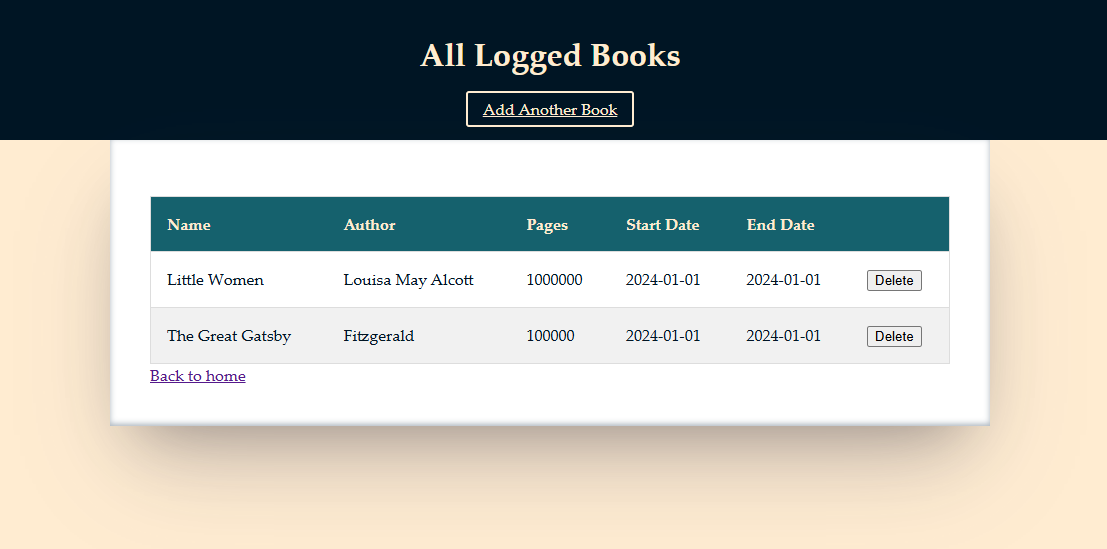 All Logged Books
Add Another Book
Name Author Pages Start Date End Date
Little Women Louisa May Alcott 1000000 2024-01-01 2024-01-01 Delete
The Great Gatsby Fitzgerald 100000 2024-01-01 2024-01-01 Delete
Back to home